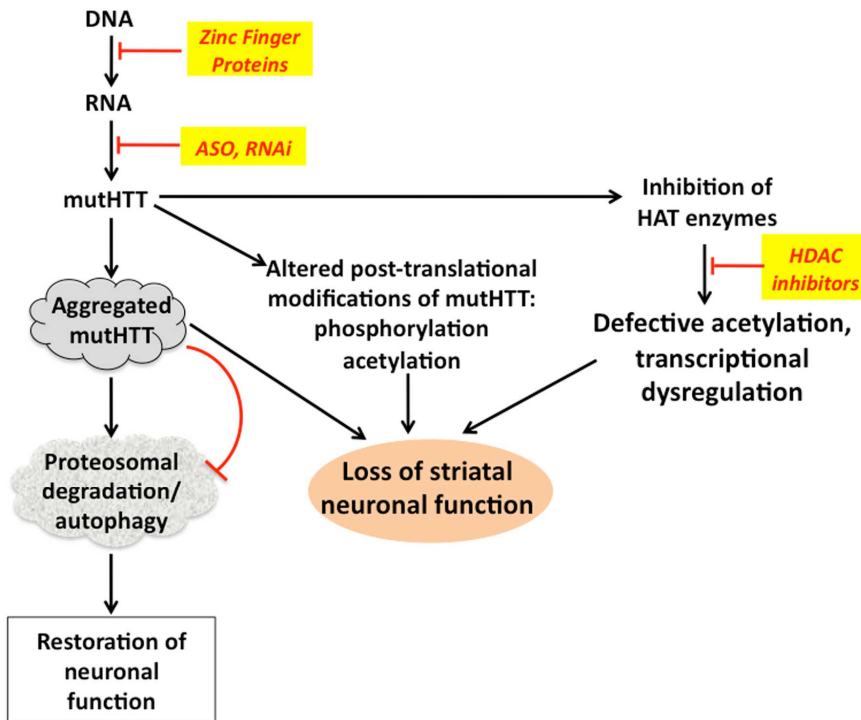 DNA
Zinc Finger
Proteins
RNA
ASO, RNAi
mutHTT
Inhibition of
HAT enzymes
HDAC
inhibitors
Altered post-translational
modifications of mutHTT:
phosphorylation
acetylation
Aggregated
mutHTT
Defective acetylation,
transcriptional
dysregulation
Proteosomal
degradation/
autophagy
Loss of striatal
neuronal function
Restoration of
neuronal
function